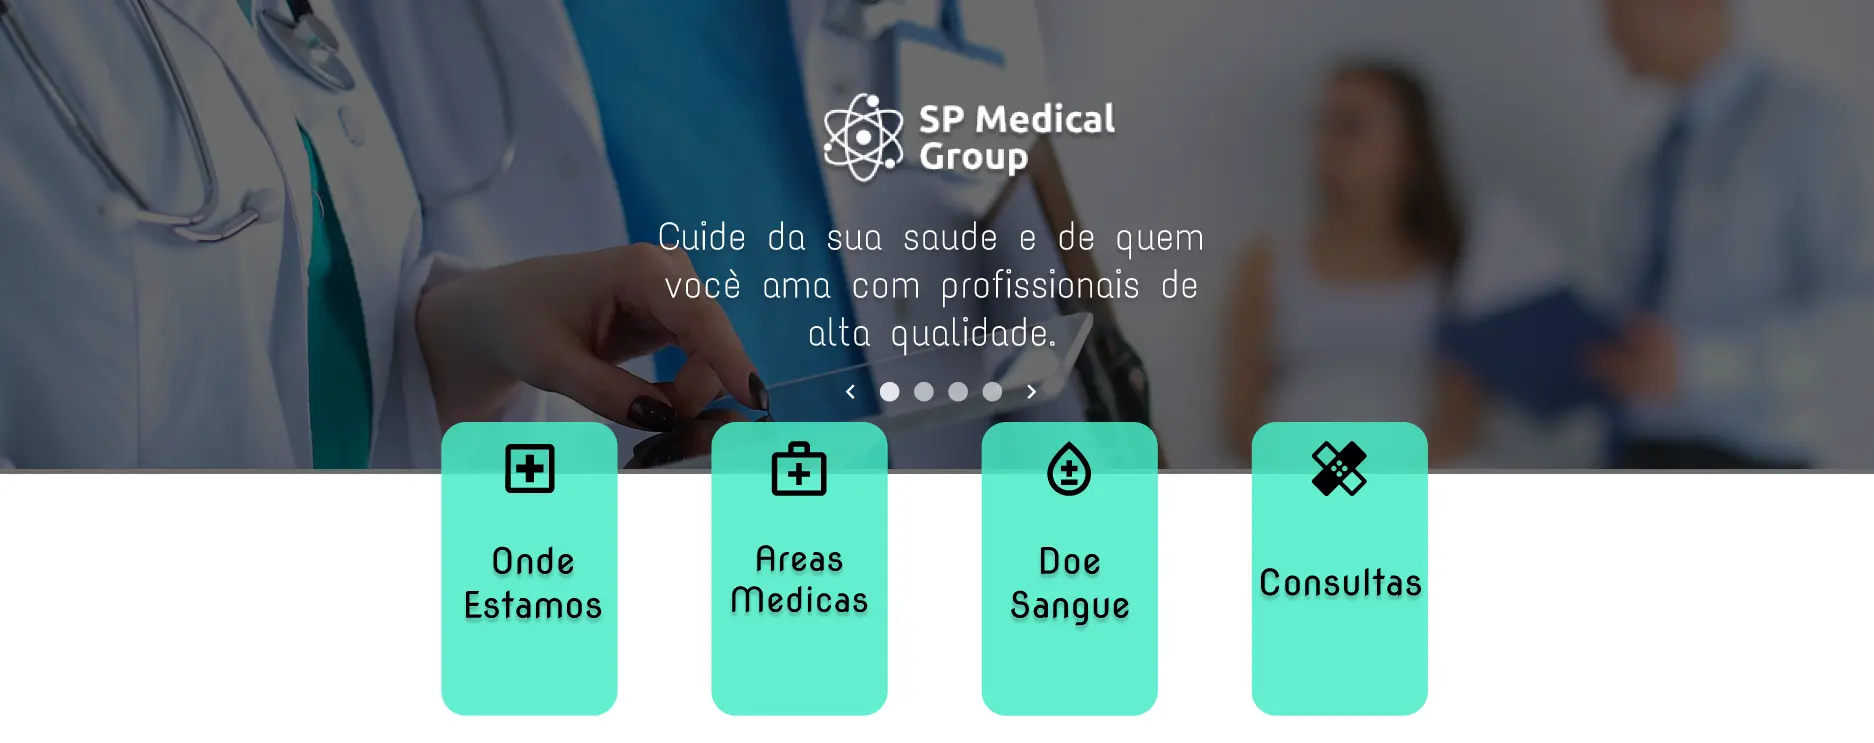 SP Medical
Group
Cuide da sua saude e de quem
vocè ama com profissionais de
alta qualidade.
Onde
Estamos
Areas
Medicas
Doe
Sangue
Consultas